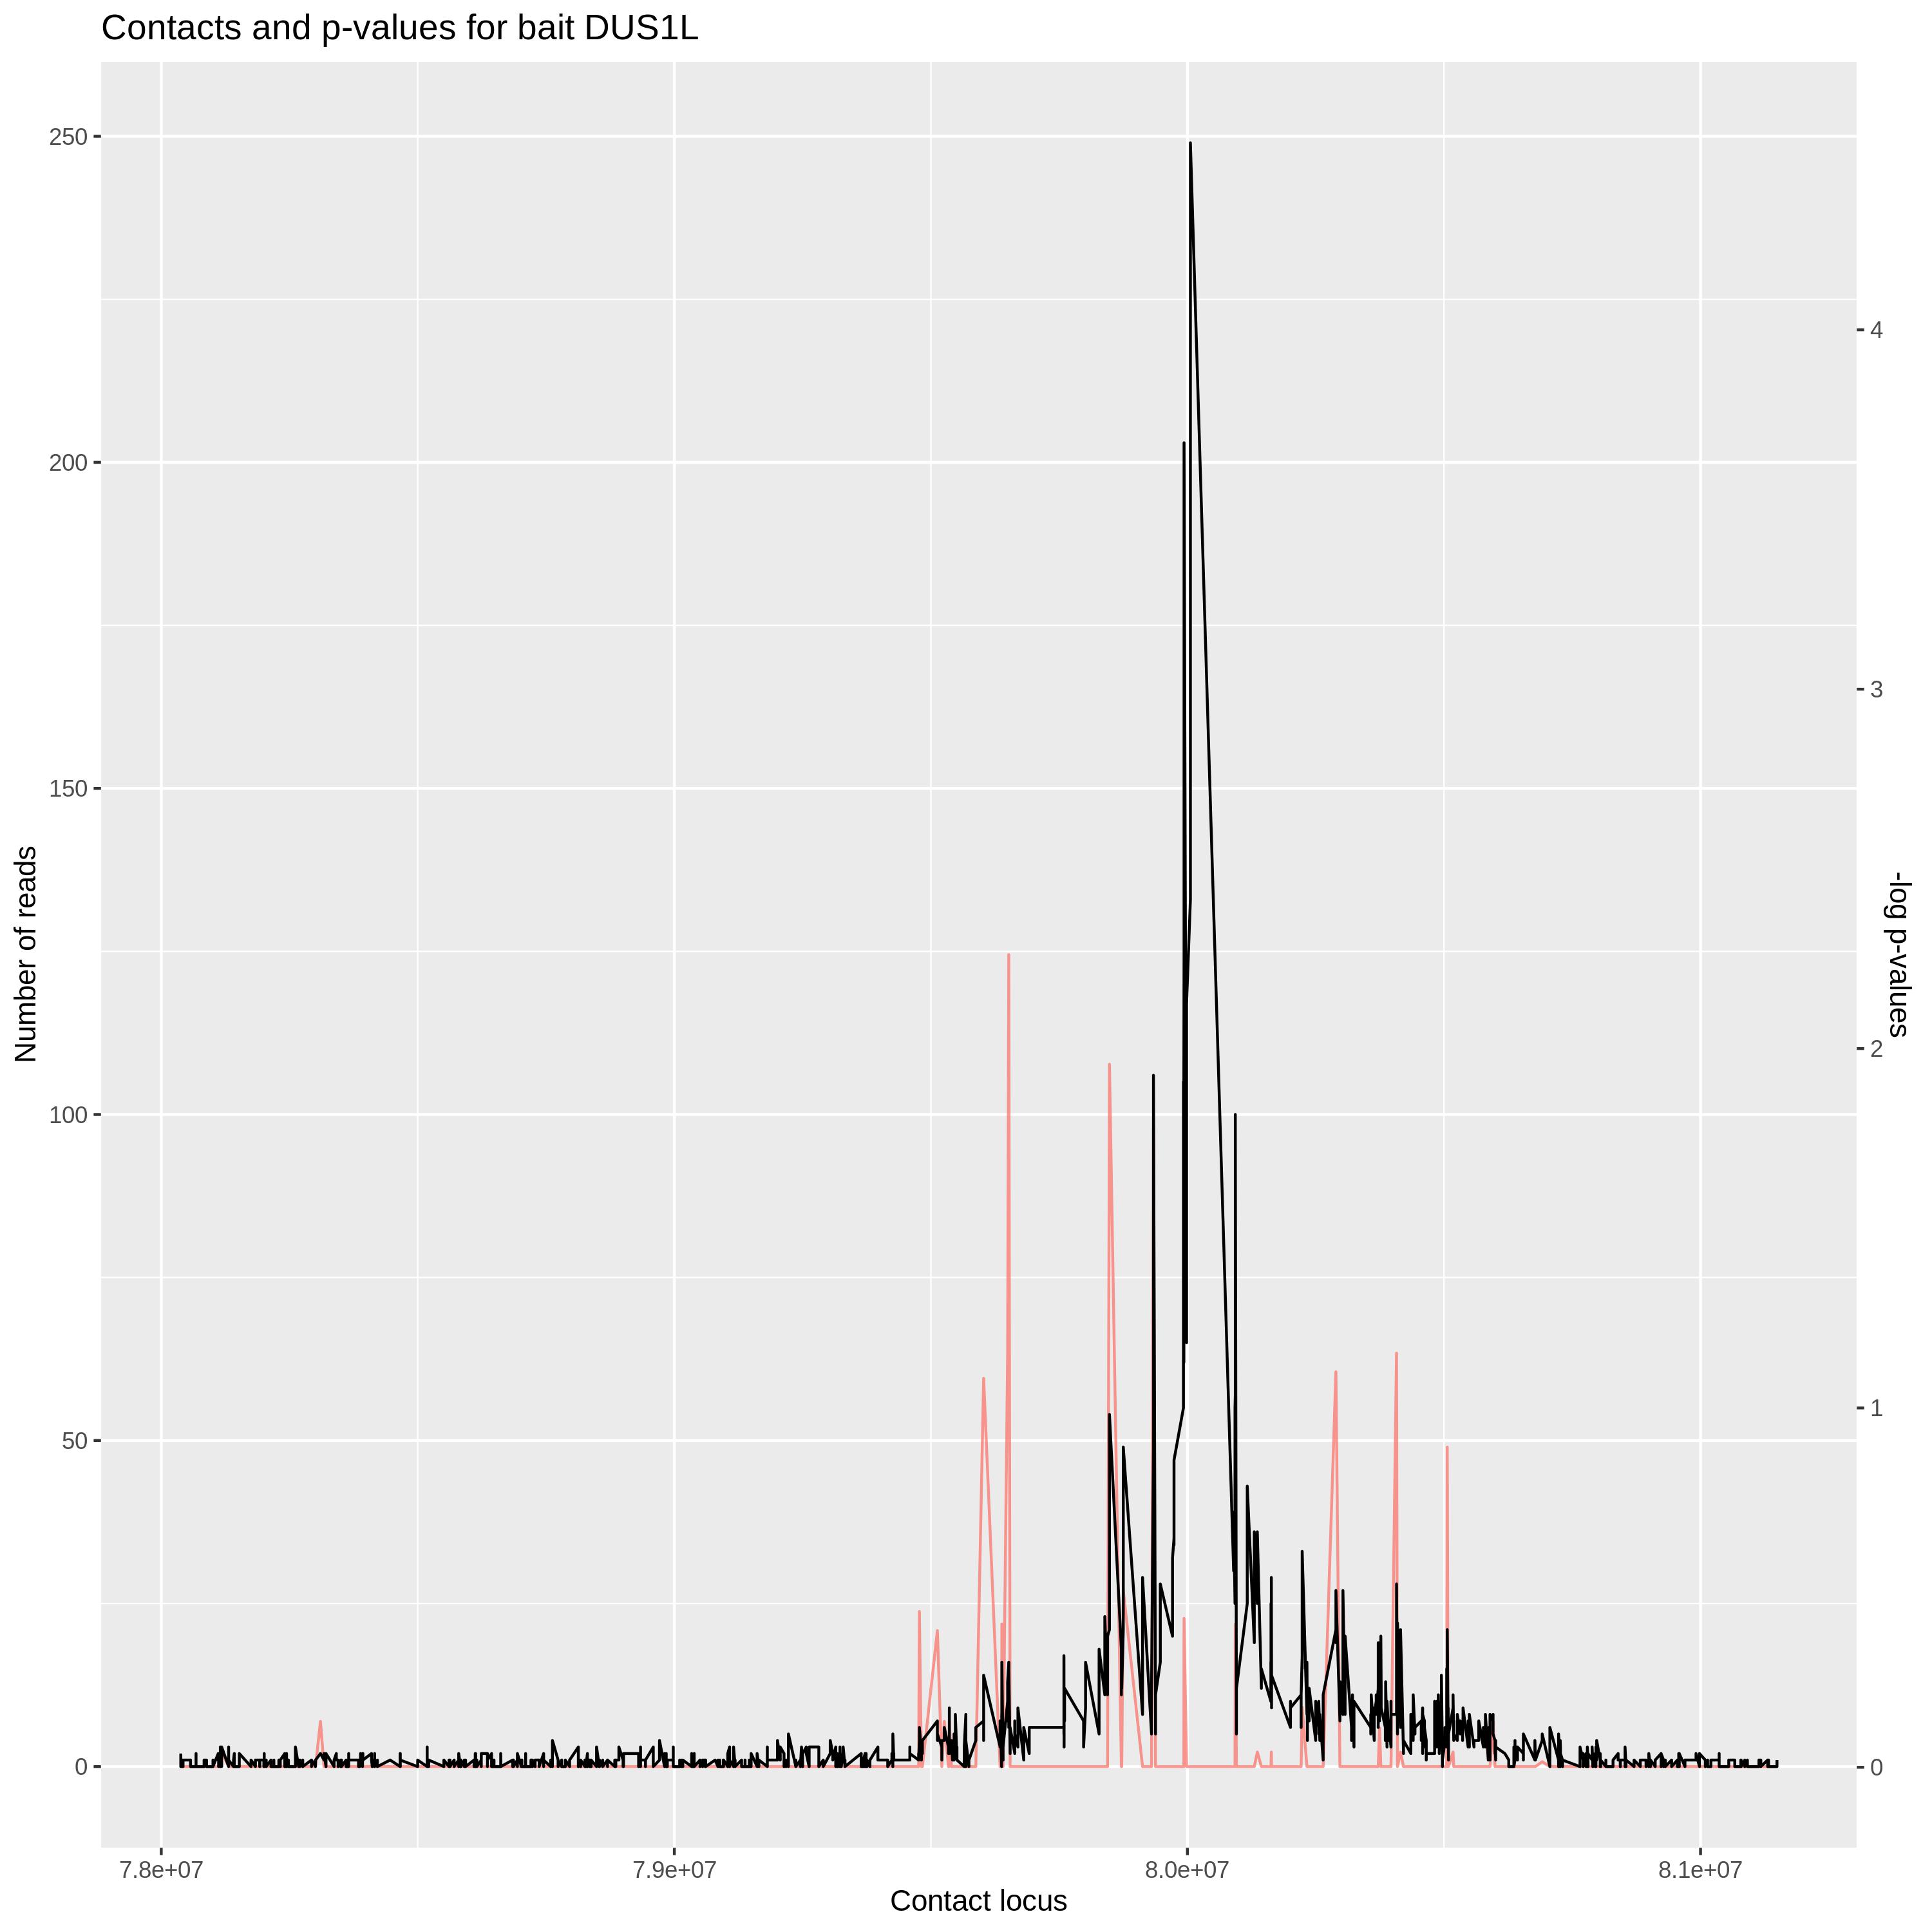 Contacts and p-values for bait DUS1L
250
200
150
100
50
0
Number of reads
4
3
2
1
0
-log p-values
7.8e+07 7.9e+07 8.0e+07 8.1e+07
Contact locus